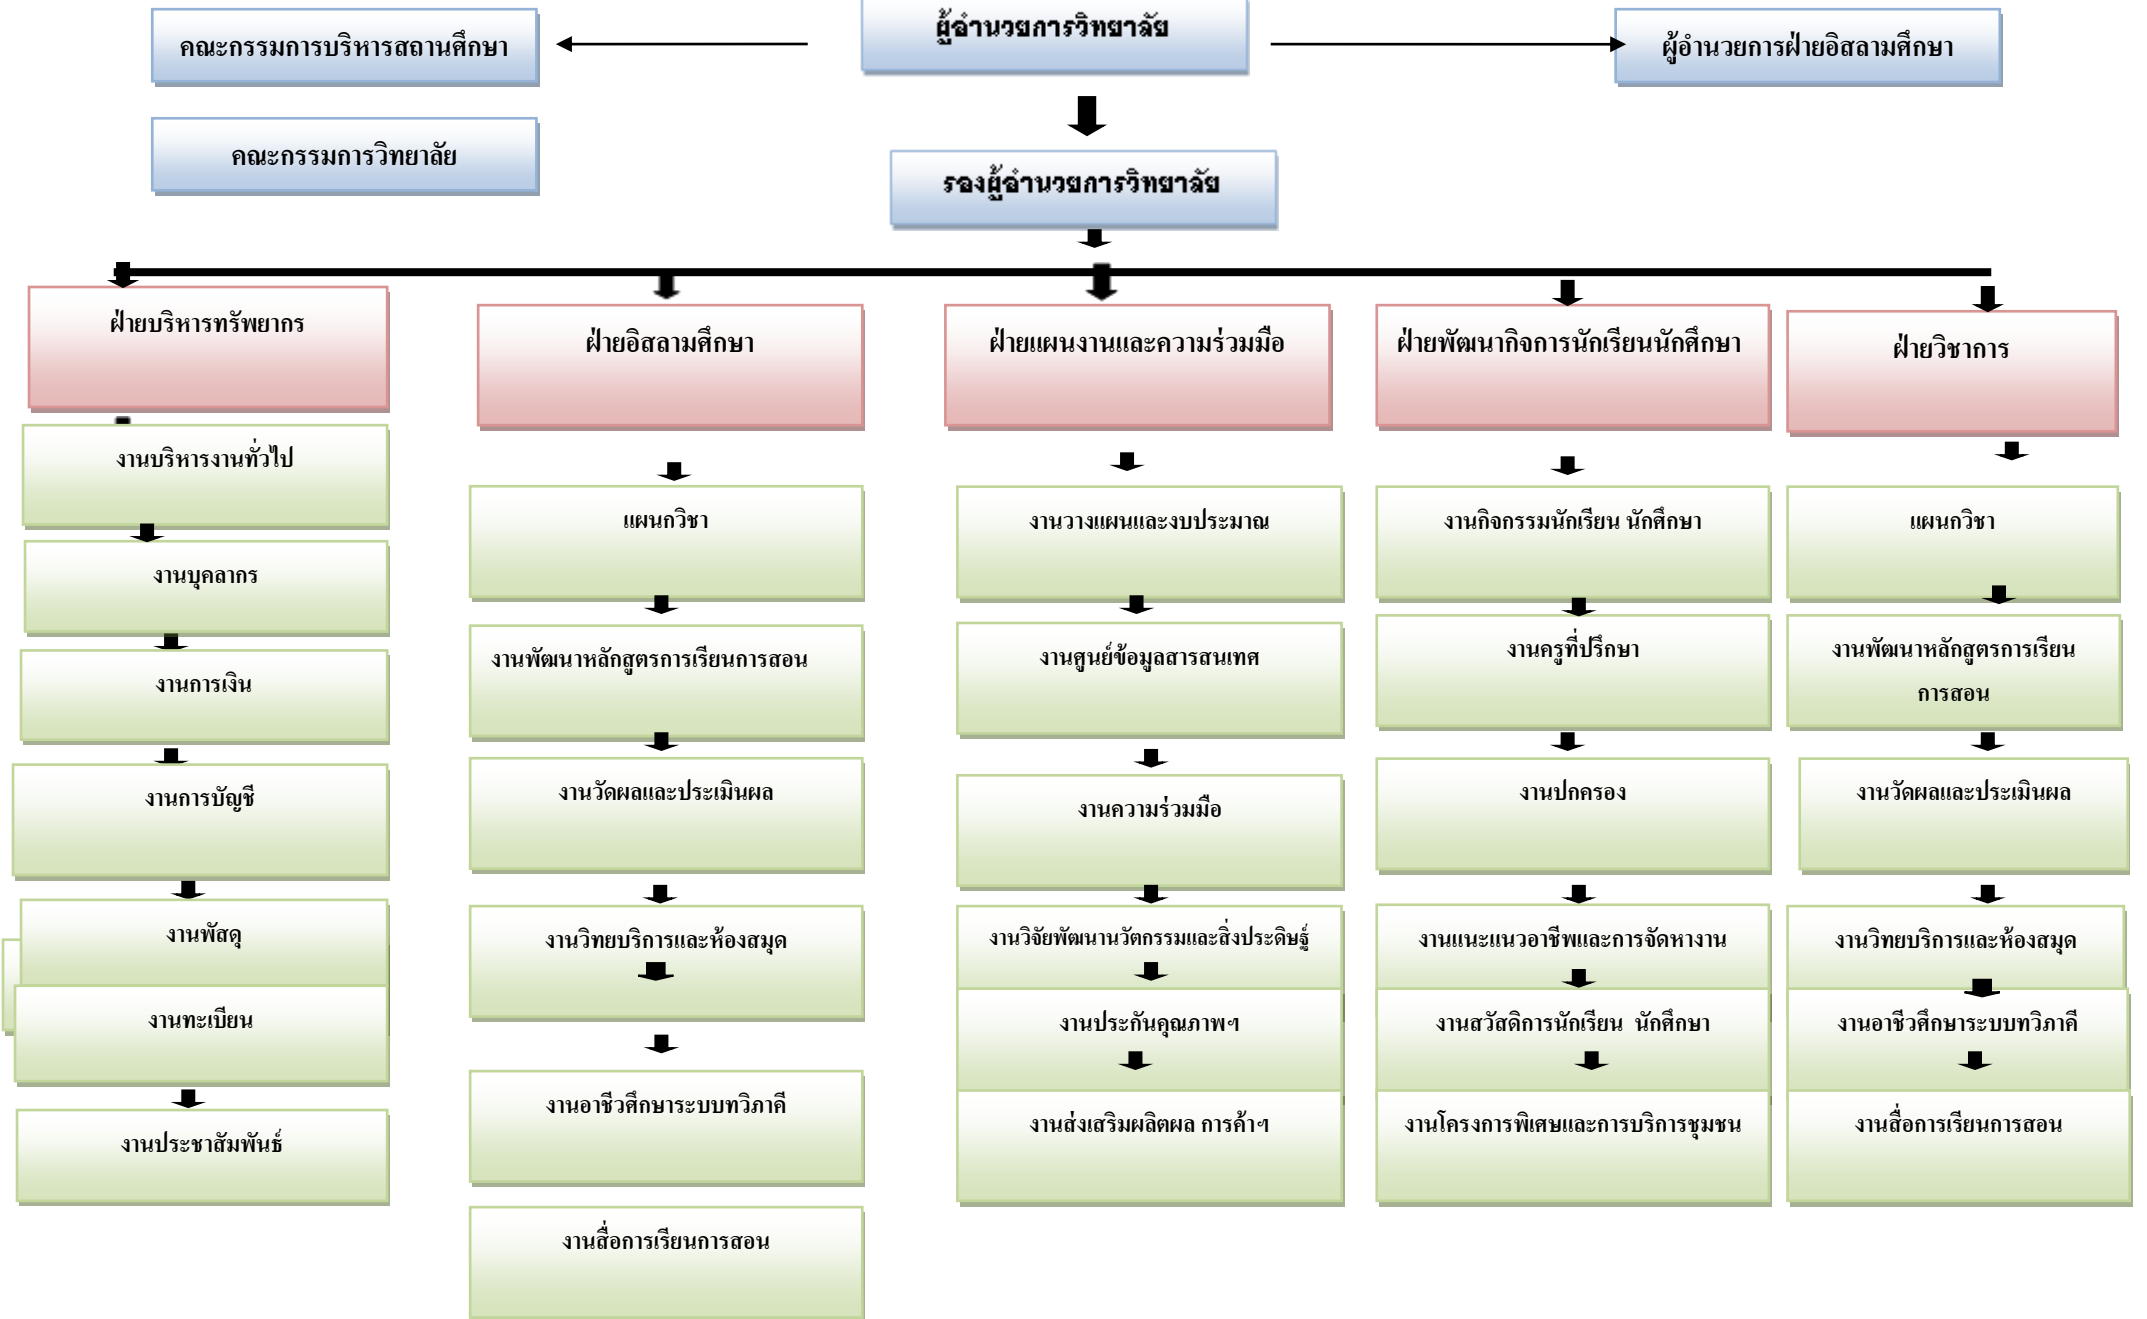 คณะกรรมการบริหารสถานศึกษา
ผู้อำนวยการวิทยาลัย
ผู้อำนวยการฝ่ายอิสลามศึกษา
คณะกรรมการวิทยาลัย
รองผู้อำนวยการวิทยาลัย
ฝ่ายบริหารทรัพยากร
งานบริหารงานทั่วไป
งานบุคลากร
งานการเงิน
งานการบัญชี
งานพัสดุ
งานทะเบียน
งานประชาสัมพันธ์
ฝ่ายอิสลามศึกษา
แผนกวิชา
งานพัฒนาหลักสูตรการเรียนการสอน
งานวัดผลและประเมินผล
งานวิทยบริการและห้องสมุด
งานอาชีวศึกษาระบบทวิภาคี
งานสื่อการเรียนการสอน
ฝ่ายแผนงานและความร่วมมือ
งานวางแผนและงบประมาณ
งานศูนย์ข้อมูลสารสนเทศ
งานความร่วมมือ
งานวิจัยพัฒนานวัตกรรมและสิ่งประดิษฐ์
งานประกันคุณภาพฯ
งานส่งเสริมผลิตผล การค้าฯ
ฝ่ายพัฒนากิจการนักเรียนนักศึกษา
งานกิจกรรมนักเรียน นักศึกษา
งานครูที่ปรึกษา
งานปกครอง
งานแนะแนวอาชีพและการจัดหางาน
งานสวัสดิการนักเรียน นักศึกษา
งานโครงการพิเศษและการบริการชุมชน
ฝ่ายวิชาการ
แผนกวิชา
งานพัฒนาหลักสูตรการเรียน
การสอน
งานวัดผลและประเมินผล
งานวิทยบริการและห้องสมุด
งานอาชีวศึกษาระบบทวิภาคี
งานสื่อการเรียนการสอน